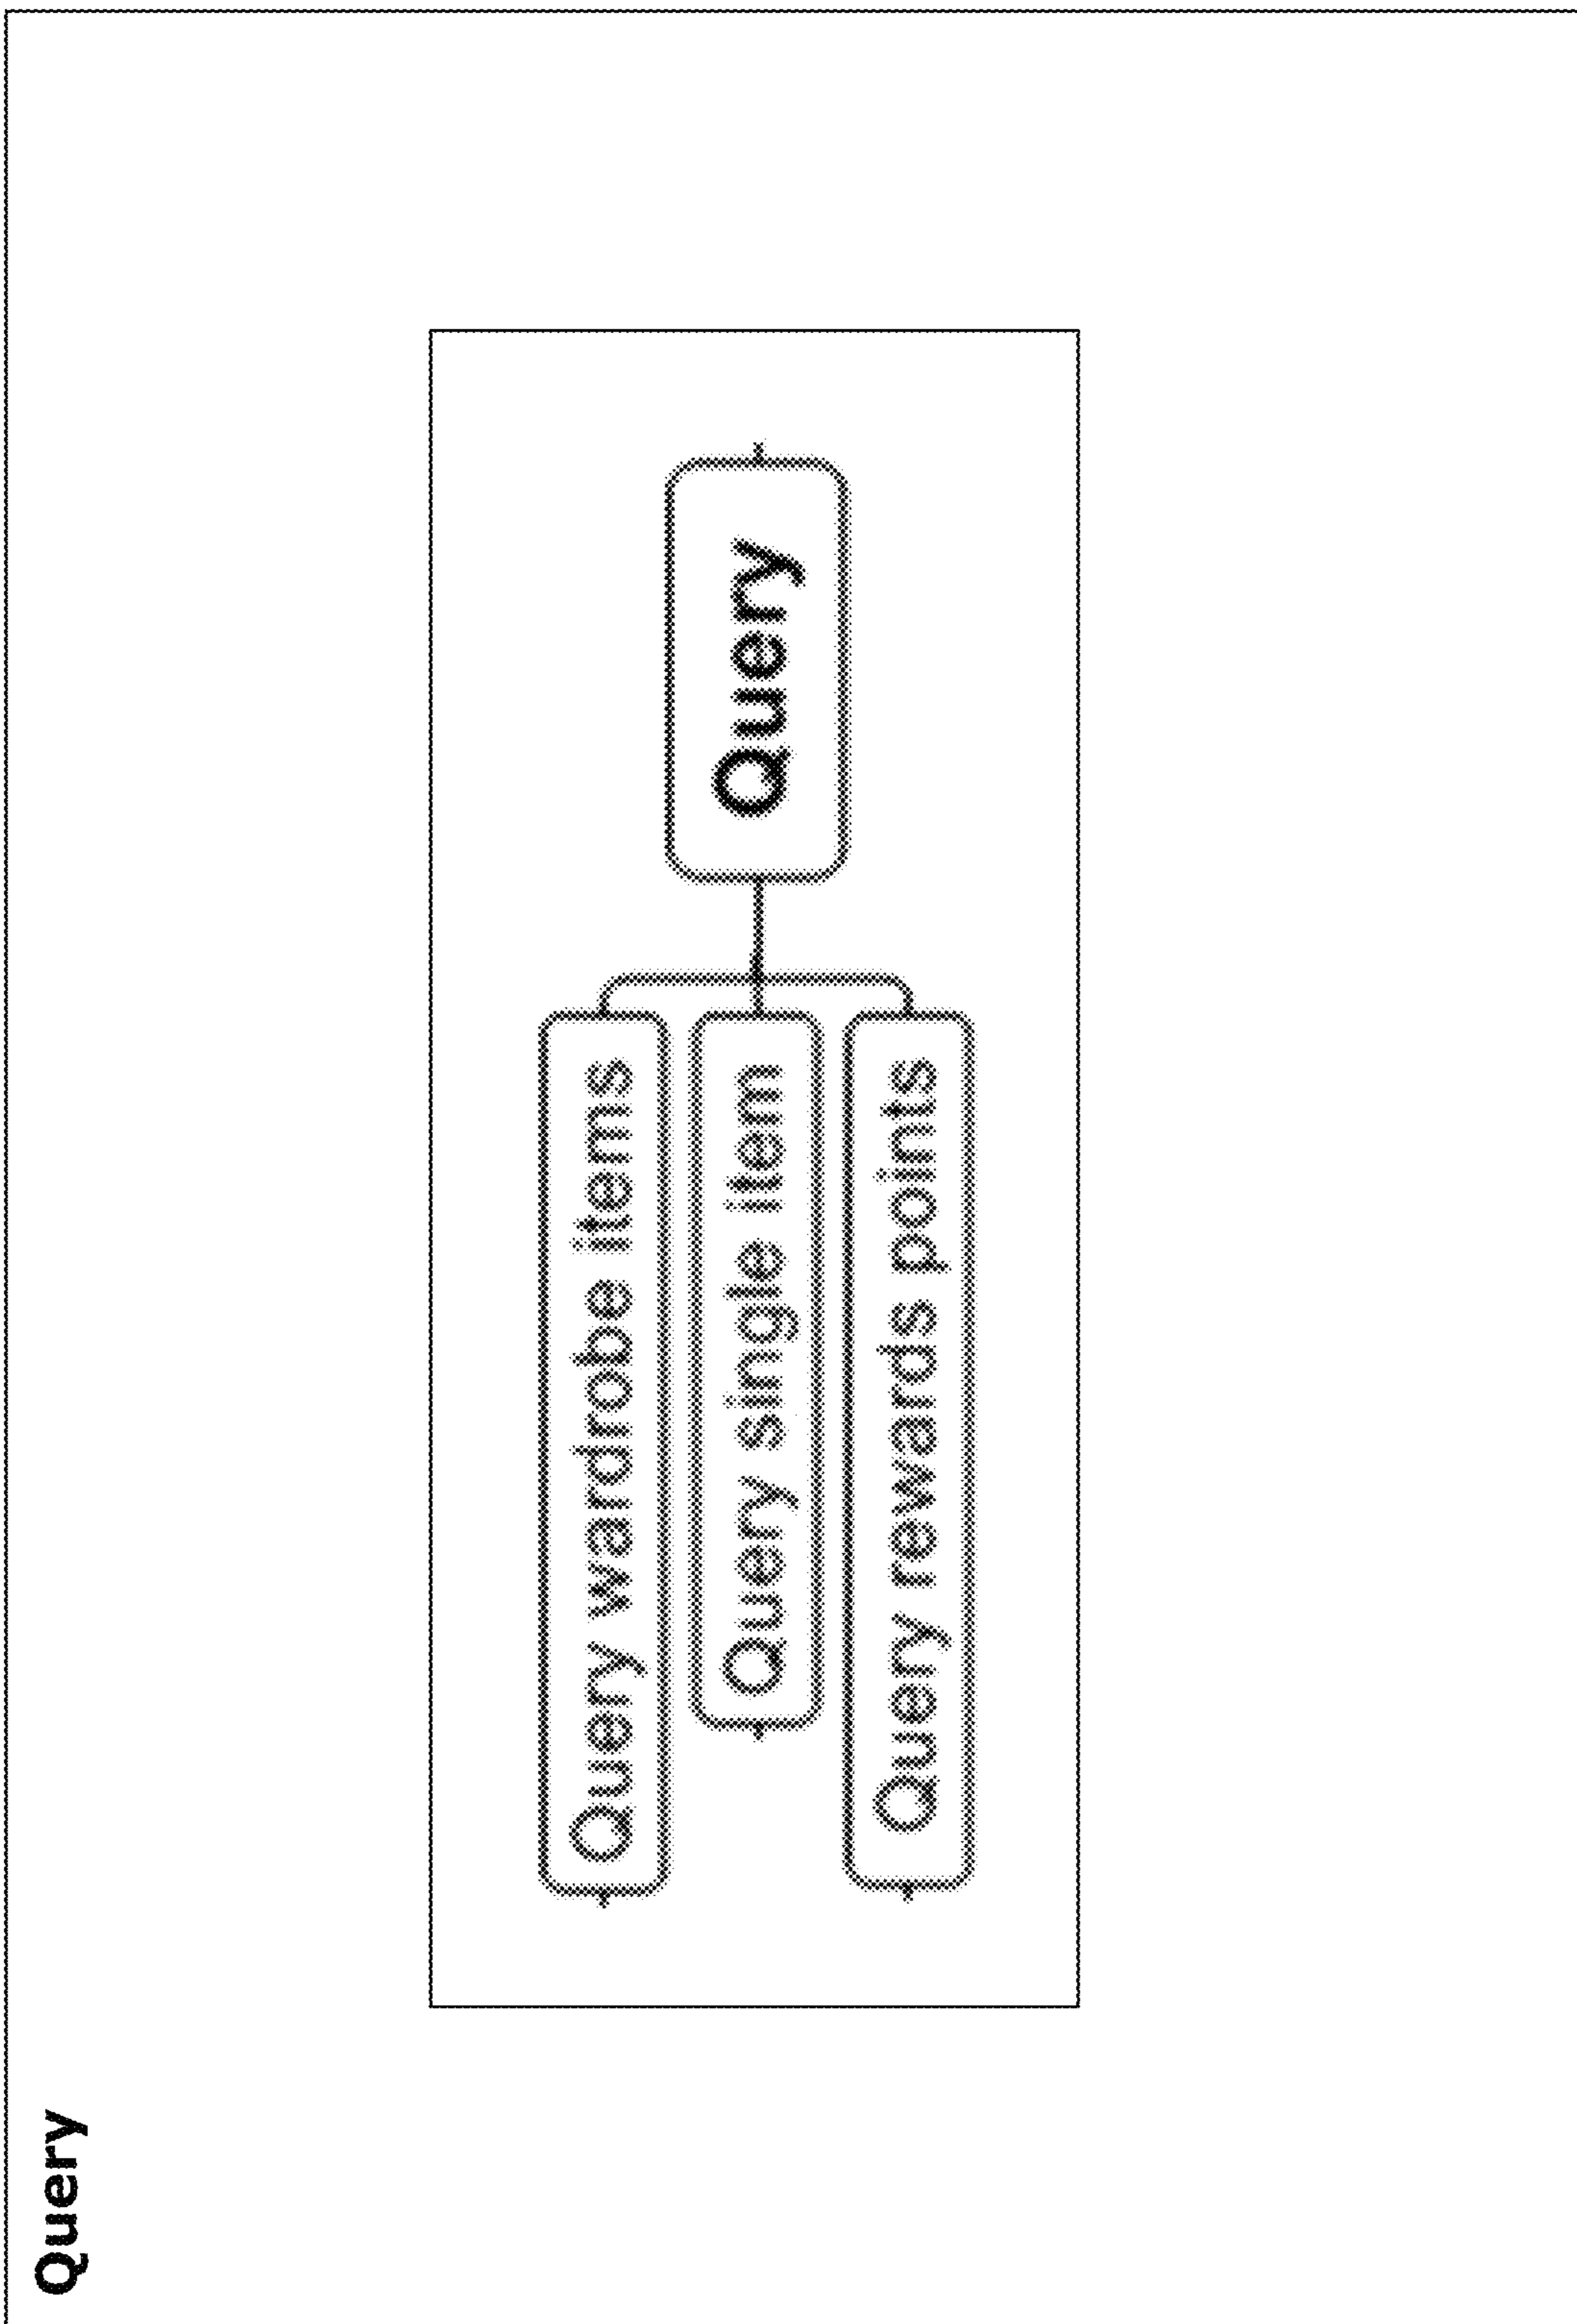 Query
Query wardrobe items
Query single item
Query rewards points
Query